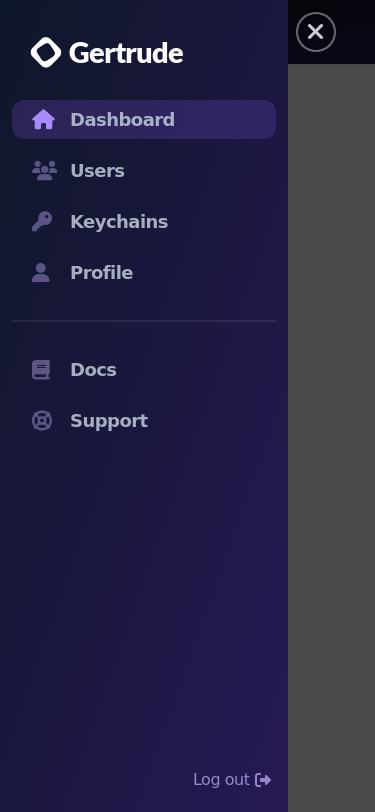 Gertrude
Dashboard
Users
Keychains
Profile
Docs
Support
Log out